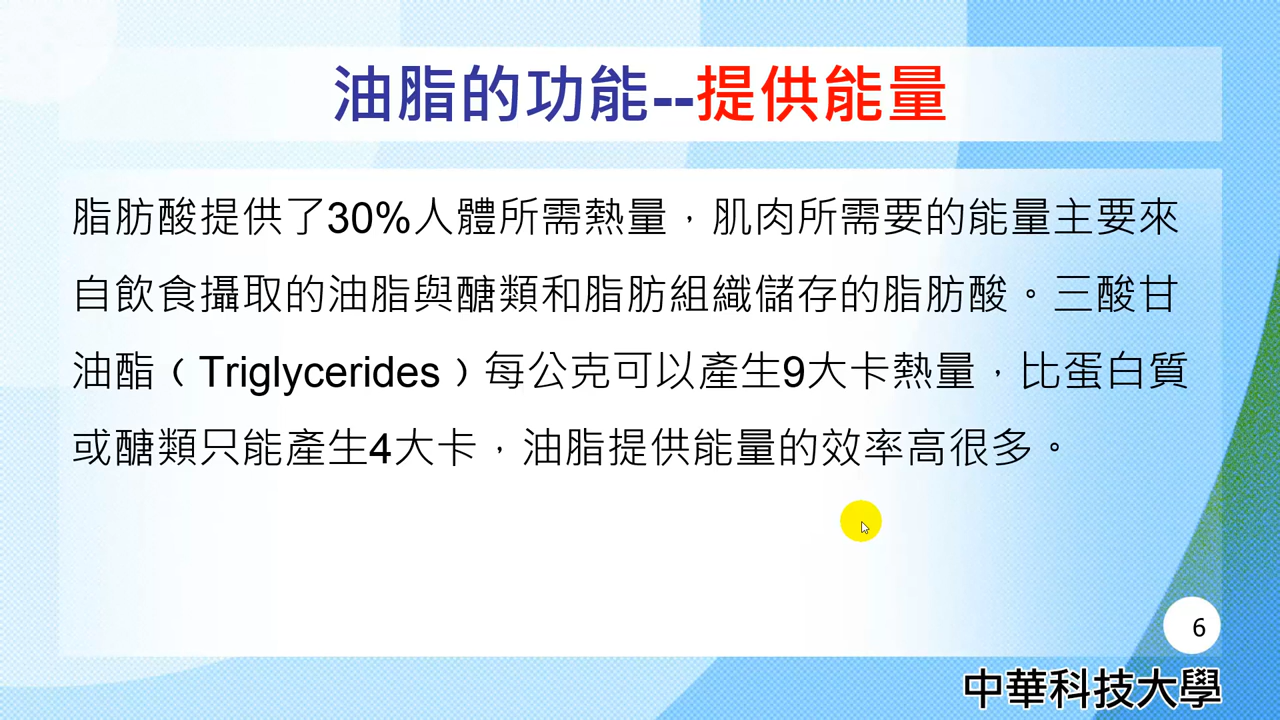 油脂的功能--提供能量
脂肪酸提供了30%人體所需熱量，肌肉所需要的能量主要來
自飲食攝取的油脂與醣類和脂肪組織儲存的脂肪酸。三酸甘
油酯（Triglycerides）每公克可以產生9大卡熱量，比蛋白質
或醣類只能產生4大卡，油脂提供能量的效率高很多。
6
中華科技大學